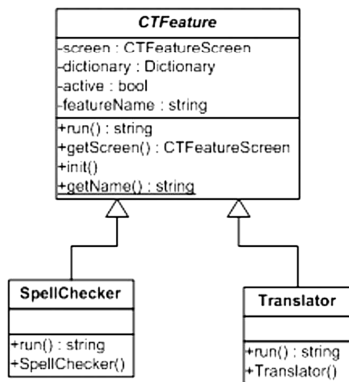 CTFeature
-screen : CTFeatureScreen
-dictionary : Dictionary
-active : bool
-featureName : string
+run() : string
+getScreen() : CTFeatureScreen
+init()
+getName() : string
SpellChecker
+run() : string
+SpellChecker()
Translator
+run() : string
+Translator()